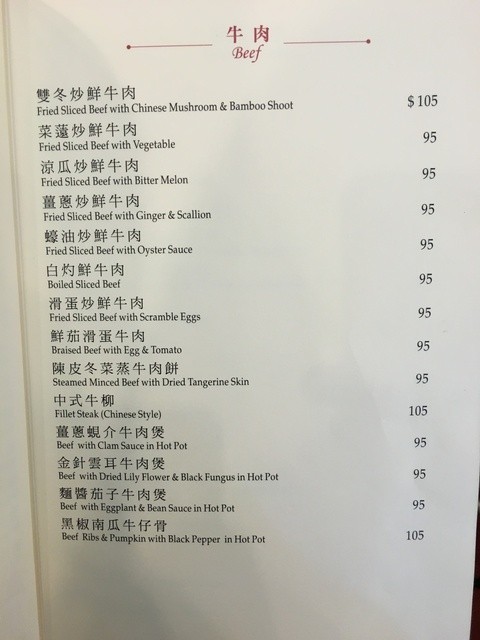 牛肉
Beef
雙冬炒鮮牛肉
Fried Sliced Beef with Chinese Mushroom & Bamboo Shoot $105
菜薳炒鮮牛肉
Fried Sliced Beef with Vegetable 95
涼瓜炒鮮牛肉
Fried Sliced Beef with Bitter Melon 95
薑蔥炒鮮牛肉
Fried Sliced Beef with Ginger & Scallion 95
蠔油炒鮮牛肉
Fried Sliced Beef with Oyster Sauce 95
白灼鮮牛肉
Boiled Sliced Beef 95
滑蛋炒鮮牛肉
Fried Sliced Beef with Scramble Eggs 95
鮮茄滑蛋牛肉
Braised Beef with Egg & Tomato 95
陳皮冬菜蒸牛肉餅
Steamed Minced Beef with Dried Tangerine Skin 95
中式牛柳
Fillet Steak (Chinese Style) 105
薑蔥蜆介牛肉煲
Beef with Clam Sauce in Hot Pot 95
金針雲耳牛肉煲
Beef with Dried Lily Flower & Black Fungus in Hot Pot 95
麵醬茄子牛肉煲
Beef with Eggplant & Bean Sauce in Hot Pot 95
黑椒南瓜牛仔骨
Beef Ribs & Pumpkin with Black Pepper in Hot Pot 105